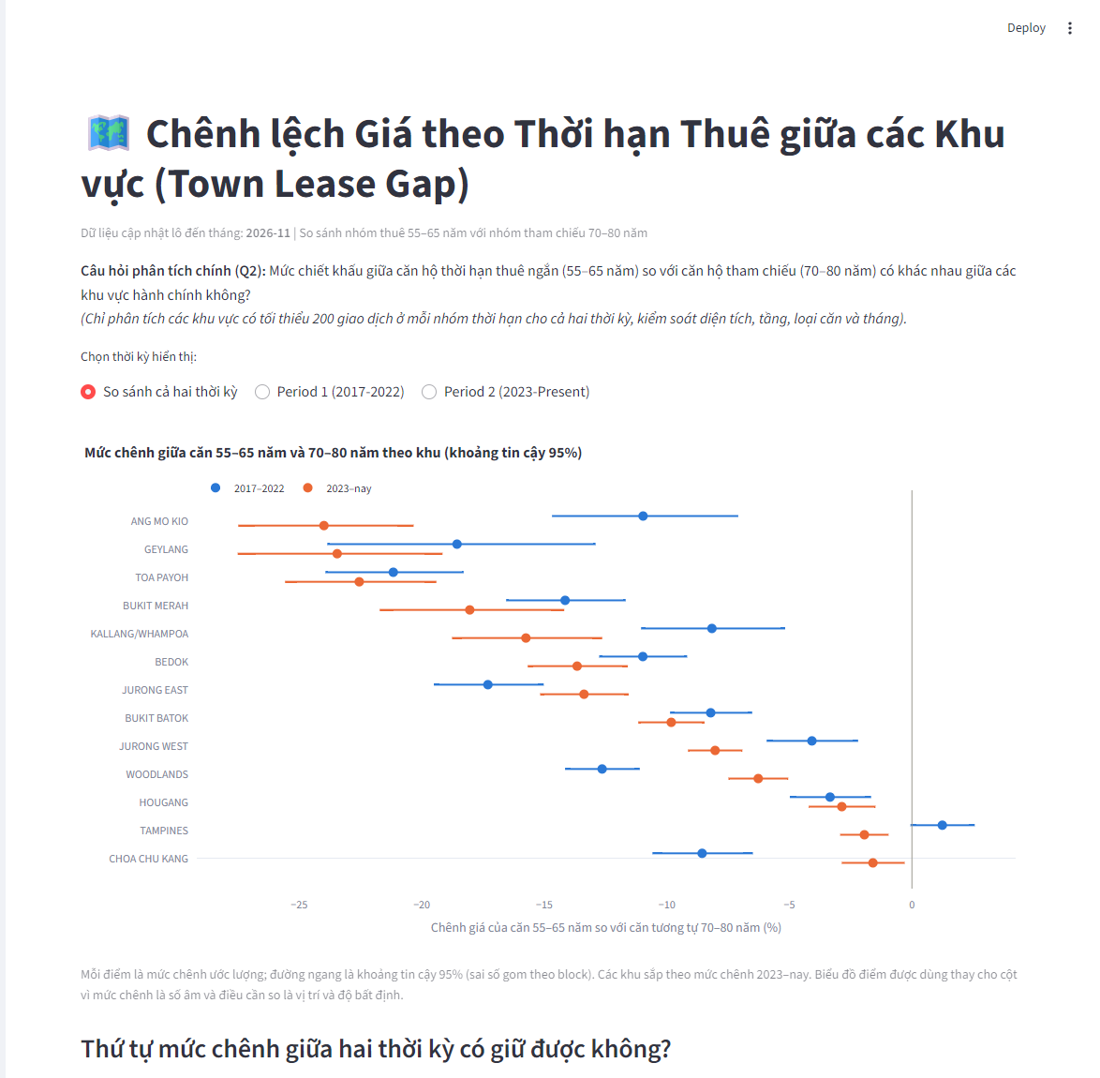 Deploy
Chênh lệch Giá theo Thời hạn Thuê giữa các Khu
vực (Town Lease Gap)
Dữ liệu cập nhật lô đến tháng: 2026-11 | So sánh nhóm thuê 55–65 năm với nhóm tham chiếu 70–80 năm
Câu hỏi phân tích chính (Q2): Mức chiết khấu giữa căn hộ thời hạn thuê ngắn (55–65 năm) so với căn hộ tham chiếu (70–80 năm) có khác nhau giữa các
khu vực hành chính không?
(Chỉ phân tích các khu vực có tối thiểu 200 giao dịch ở mỗi nhóm thời hạn cho cả hai thời kỳ, kiểm soát diện tích, tầng, loại căn và tháng).
Chọn thời kỳ hiển thị:
So sánh cả hai thời kỳ Period 1 (2017-2022) Period 2 (2023-Present)
Mức chênh giữa căn 55–65 năm và 70–80 năm theo khu (khoảng tin cậy 95%)
2017–2022 2023–nay
ANG MO KIO
GEYLANG
TOA PAYOH
BUKIT MERAH
KALLANG/WHAMPOA
BEDOK
JURONG EAST
BUKIT BATOK
JURONG WEST
WOODLANDS
HOUGANG
TAMPINES
CHOA CHU KANG
−25 −20 −15 −10 −5 0
Chênh giá của căn 55–65 năm so với căn tương tự 70–80 năm (%)
Mỗi điểm là mức chênh ước lượng; đường ngang là khoảng tin cậy 95% (sai số gom theo block). Các khu sắp theo mức chênh 2023–nay. Biểu đồ điểm được dùng thay cho cột
vì mức chênh là số âm và điều cần so là vị trí và độ bất định.
Thứ tự mức chênh giữa hai thời kỳ có giữ được không?